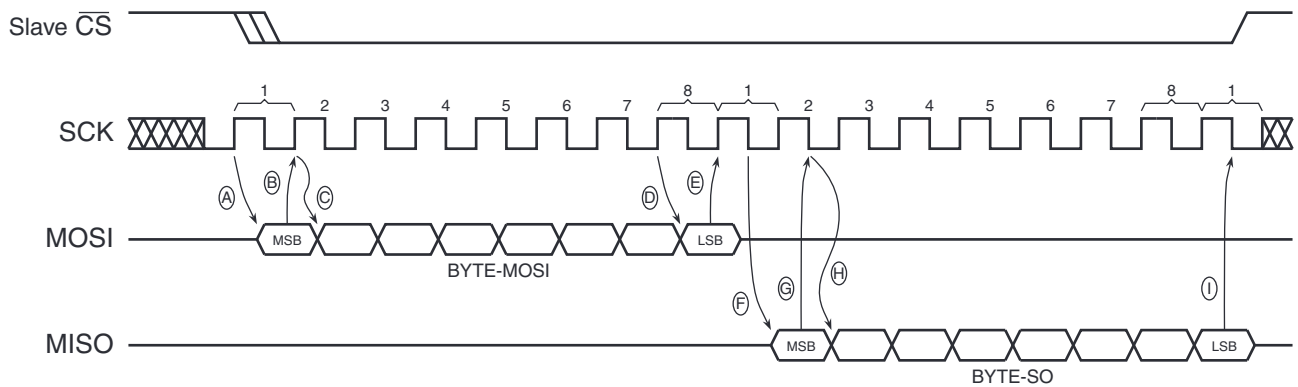 Slave C̅S̅
1 2 3 4 5 6 7 8 1 2 3 4 5 6 7 8 1
SCK
A B C D E
MOSI MSB LSB
BYTE-MOSI
F G H I
MISO MSB LSB
BYTE-SO